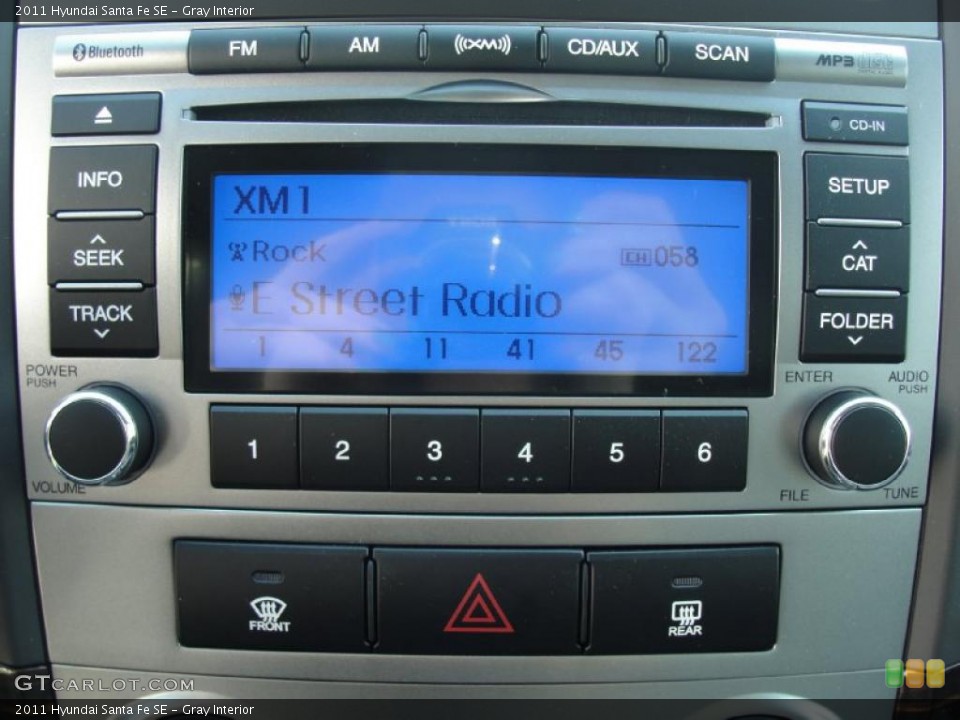 2011 Hyundai Santa Fe SE - Gray Interior
Bluetooth FM AM ((XM)) CD/AUX SCAN MP3
CD-IN
INFO SETUP
XM1
SEEK CAT
Rock CH 058
E Street Radio
TRACK FOLDER
1 4 11 41 45 122
POWER PUSH
ENTER AUDIO PUSH
1 2 3 4 5 6
VOLUME FILE TUNE
FRONT REAR
GTCARLOT.COM
2011 Hyundai Santa Fe SE - Gray Interior